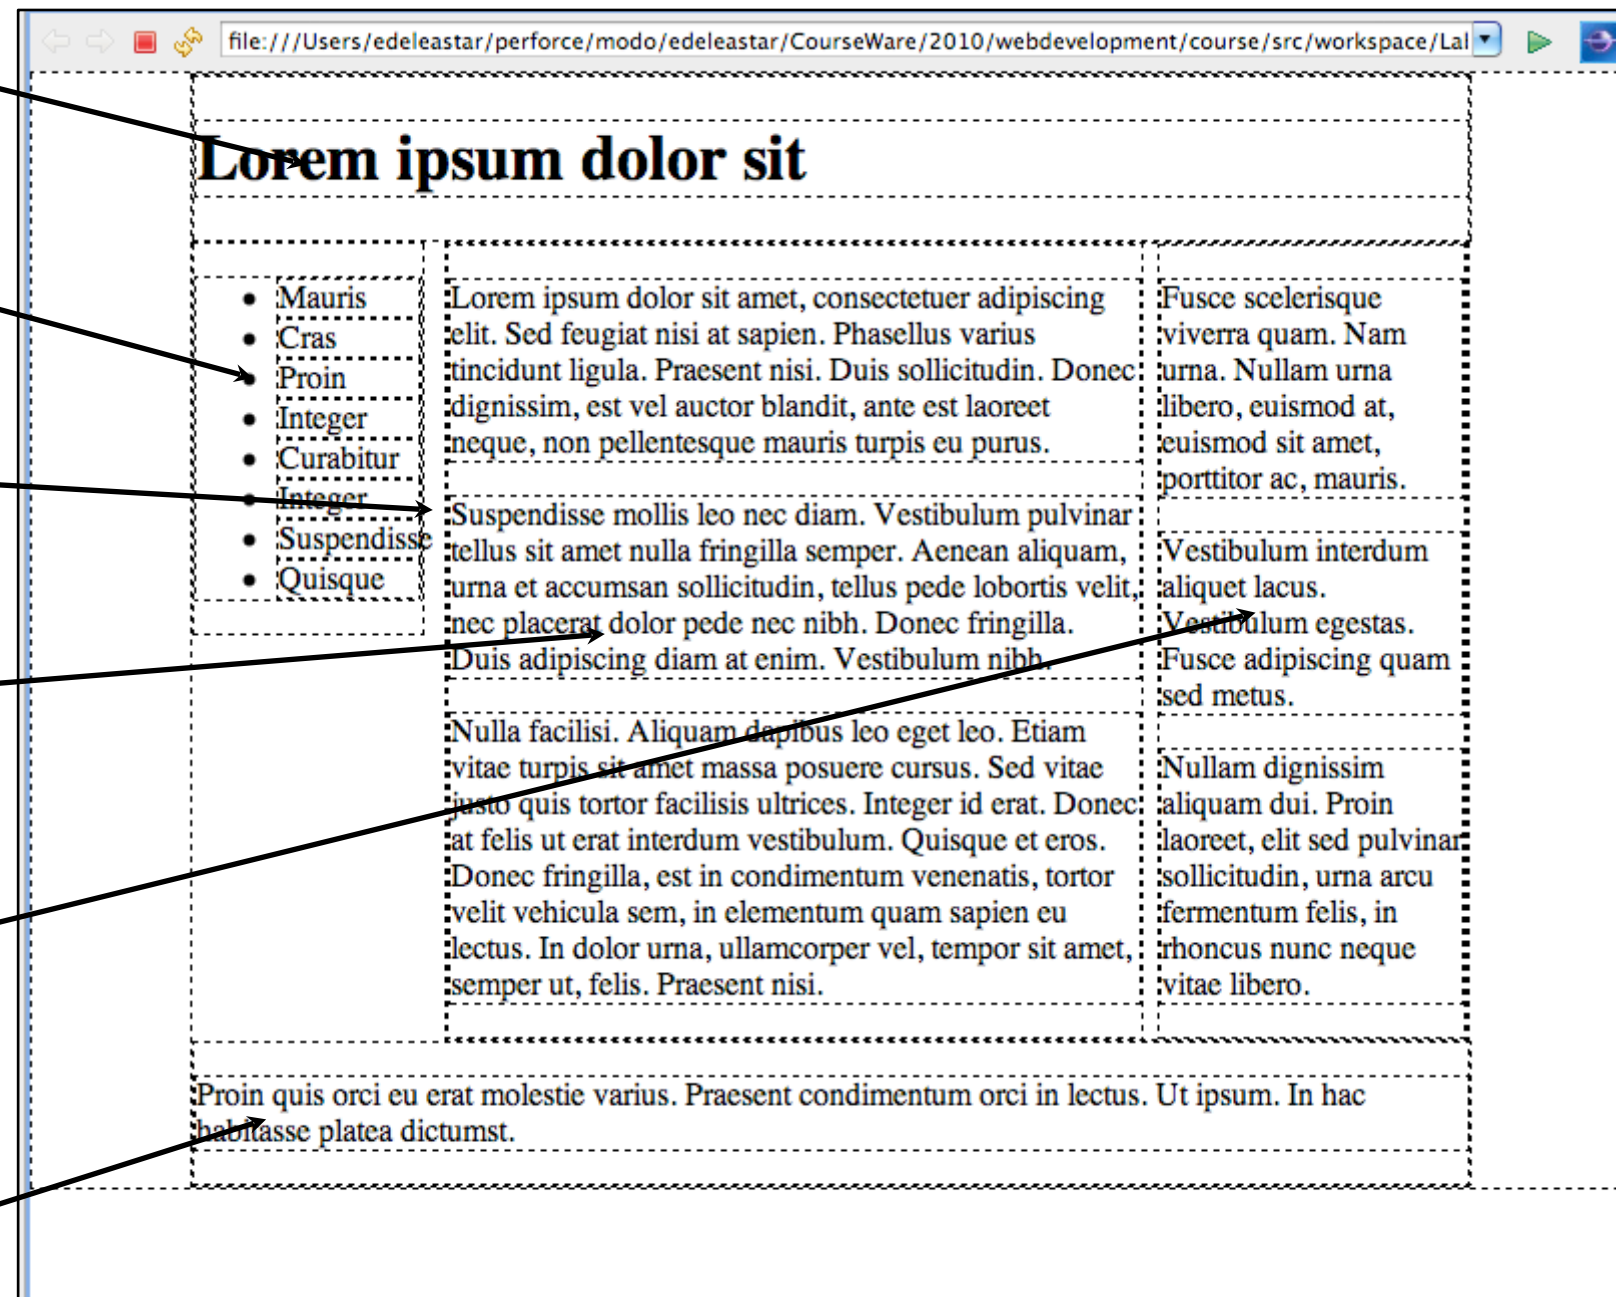 file:///Users/edeleastar/perforce/modo/edeleastar/CourseWare/2010/webdevelopment/course/src/workspace/Lal
Lorem ipsum dolor sit
Mauris
Cras
Proin
Integer
Curabitur
Integer
Suspendisse
Quisque
Lorem ipsum dolor sit amet, consectetuer adipiscing
elit. Sed feugiat nisi at sapien. Phasellus varius
tincidunt ligula. Praesent nisi. Duis sollicitudin. Donec
dignissim, est vel auctor blandit, ante est laoreet
neque, non pellentesque mauris turpis eu purus.
Suspendisse mollis leo nec diam. Vestibulum pulvinar
tellus sit amet nulla fringilla semper. Aenean aliquam,
urna et accumsan sollicitudin, tellus pede lobortis velit,
nec placerat dolor pede nec nibh. Donec fringilla.
Duis adipiscing diam at enim. Vestibulum nibh.
Nulla facilisi. Aliquam dapibus leo eget leo. Etiam
vitae turpis sit amet massa posuere cursus. Sed vitae
justo quis tortor facilisis ultrices. Integer id erat. Donec
at felis ut erat interdum vestibulum. Quisque et eros.
Donec fringilla, est in condimentum venenatis, tortor
velit vehicula sem, in elementum quam sapien eu
lectus. In dolor urna, ullamcorper vel, tempor sit amet,
semper ut, felis. Praesent nisi.
Fusce scelerisque
viverra quam. Nam
urna. Nullam urna
libero, euismod at,
euismod sit amet,
porttitor ac, mauris.
Vestibulum interdum
aliquet lacus.
Vestibulum egestas.
Fusce adipiscing quam
sed metus.
Nullam dignissim
aliquam dui. Proin
laoreet, elit sed pulvinar
sollicitudin, urna arcu
fermentum felis, in
rhoncus nunc neque
vitae libero.
Proin quis orci eu erat molestie varius. Praesent condimentum orci in lectus. Ut ipsum. In hac
habitasse platea dictumst.